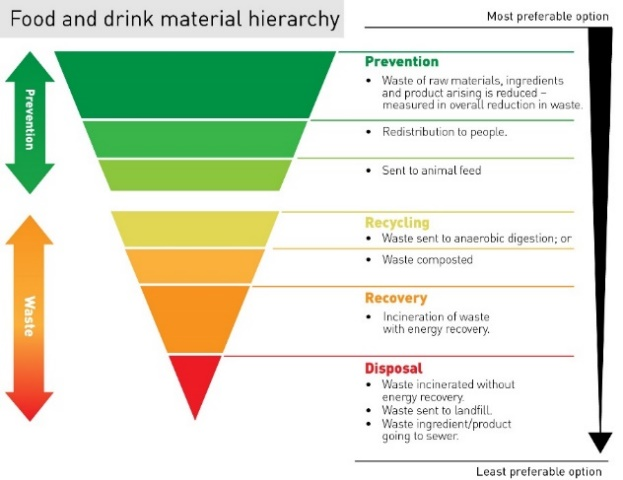 Food and drink material hierarchy
Most preferable option
Prevention
Prevention
• Waste of raw materials, ingredients
and product arising is reduced –
measured in overall reduction in waste.
• Redistribution to people.
• Sent to animal feed
Waste
Recycling
• Waste sent to anaerobic digestion; or
• Waste composted
Recovery
• Incineration of waste
with energy recovery.
Disposal
• Waste incinerated without
energy recovery.
• Waste sent to landfill.
• Waste ingredient/product
going to sewer.
Least preferable option